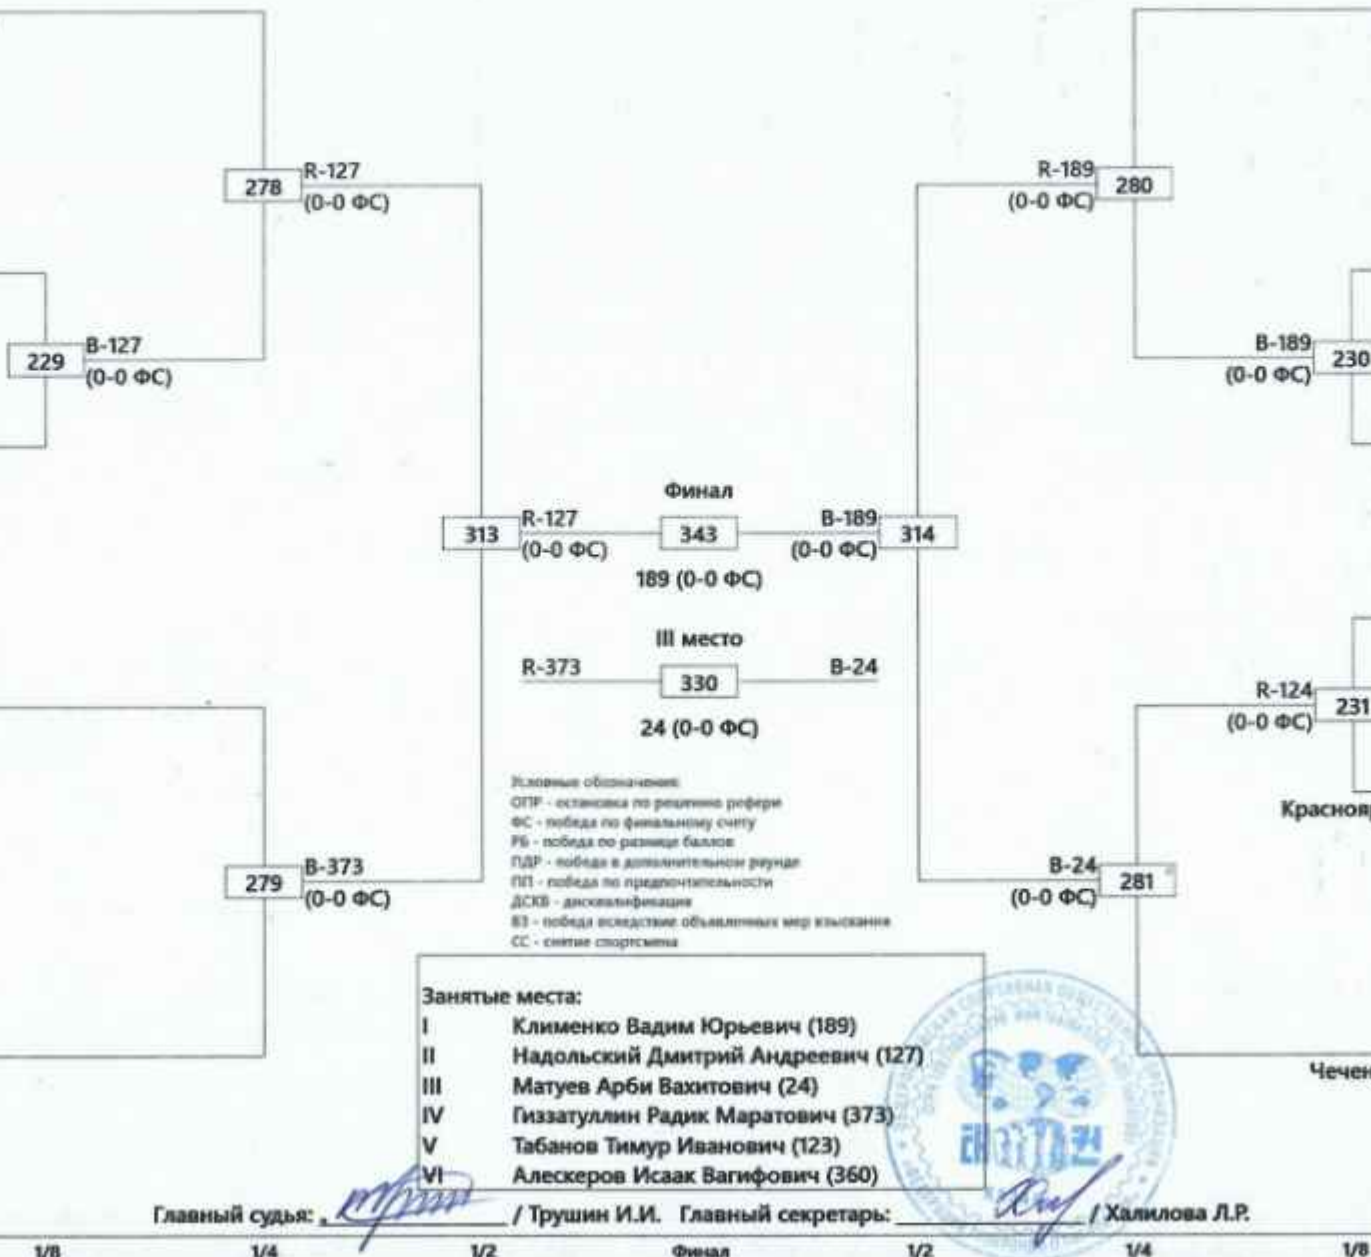 R-127
278
(0-0 ФС)
R-189
280
(0-0 ФС)
B-127
229
(0-0 ФС)
B-189
230
(0-0 ФС)
Финал
R-127
313
(0-0 ФС)
343
B-189
314
(0-0 ФС)
189 (0-0 ФС)
III место
R-373
330
B-24
24 (0-0 ФС)
R-124
231
(0-0 ФС)
Условные обозначения:
ОПР - остановка по решению рефери
ФС - победа по финальному счету
РБ - победа по разнице баллов
ПДР - победа в дополнительном раунде
ПП - победа по предпочтительности
ДСКВ - дисквалификация
ВЗ - победа вследствие объявленных мер взыскания
СС - снятие спортсмена
B-373
279
(0-0 ФС)
B-24
281
(0-0 ФС)
Занятые места:
I Клименко Вадим Юрьевич (189)
II Надольский Дмитрий Андреевич (127)
III Матуев Арби Вахитович (24)
IV Гиззатуллин Радик Маратович (373)
V Табанов Тимур Иванович (123)
VI Алескеров Исаак Вагифович (360)
Главный судья: / Трушин И.И. Главный секретарь: / Халилова Л.Р.
1/8 1/4 1/2 Финал 1/2 1/4 1/8